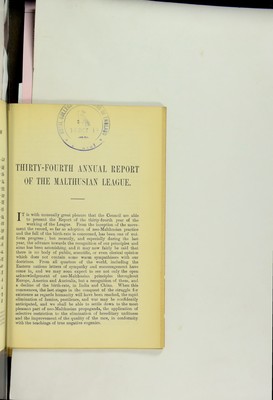 THIRTY-FOURTH ANNUAL REPORT
OF THE MALTHUSIAN LEAGUE.
IT is with unusually great pleasure that the Council are able
to present the Report of the thirty-fourth year of the
working of the League. From the inception of the move-
ment the record, so far as adoption of neo-Malthusian practice
and the fall of the birth-rate is concerned, has been one of uni-
form progress; but recently, and especially during the last
year, the advance towards the recognition of our principles and
aims has been astonishing, and it may now fairly be said that
there is no body of public, scientific, or even clerical opinion
which does not contain some warm sympathisers with our
doctrines. From all quarters of the world, including the
Eastern nations letters of sympathy and encouragement have
come in, and we may soon expect to see not only the open
acknowledgement of neo-Malthusian principles throughout
Europe, America and Australia, but a recognition of them, and
a decline of the birth-rate, in India and China. When this
consummates, the last stages in the conquest of the struggle for
existence as regards humanity will have been reached, the rapid
elimination of famine, pestilence, and war may be confidently
anticipated, and we shall be able to settle down to the most
pleasant part of neo-Malthusian propaganda, the application of
selective restriction to the elimination of hereditary unfitness
and the improvement of the quality of the race, in conformity
with the teachings of true negative eugenics.